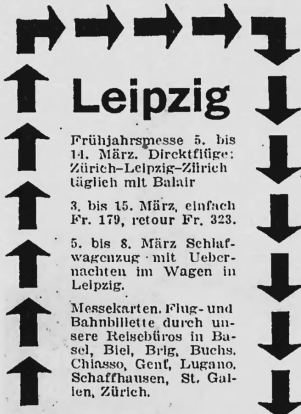 Leipzig
Frühjahrsmesse 5. bis
14. März. Direktflüge:
Zürich–Leipzig–Zürich
täglich mit Balair
3. bis 15. März, einfach
Fr. 179, retour Fr. 323.
5. bis 8. März Schlaf-
wagenzug mit Ueber-
nachten im Wagen in
Leipzig.
Messekarten. Flug- und
Bahnbillette durch un-
sere Reisebüros in Ba-
sel, Biel, Brig, Buchs.
Chiasso, Genf, Lugano.
Schaffhausen, St. Gal-
len, Zürich.